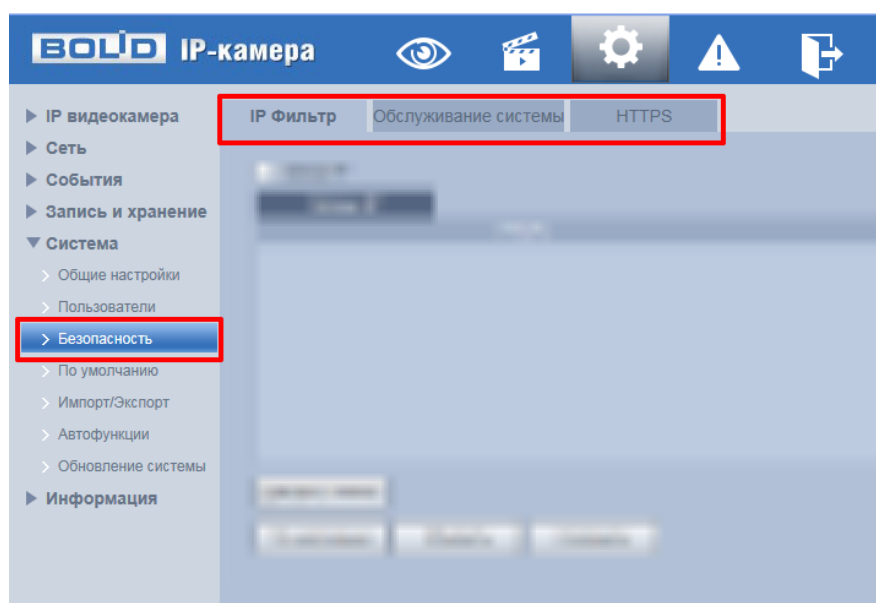 BOLID IP-камера
IP Фильтр Обслуживание системы HTTPS
IP видеокамера
Сеть
События
Запись и хранение
Система
Общие настройки
Пользователи
Безопасность
По умолчанию
Импорт/Экспорт
Автофункции
Обновление системы
Информация